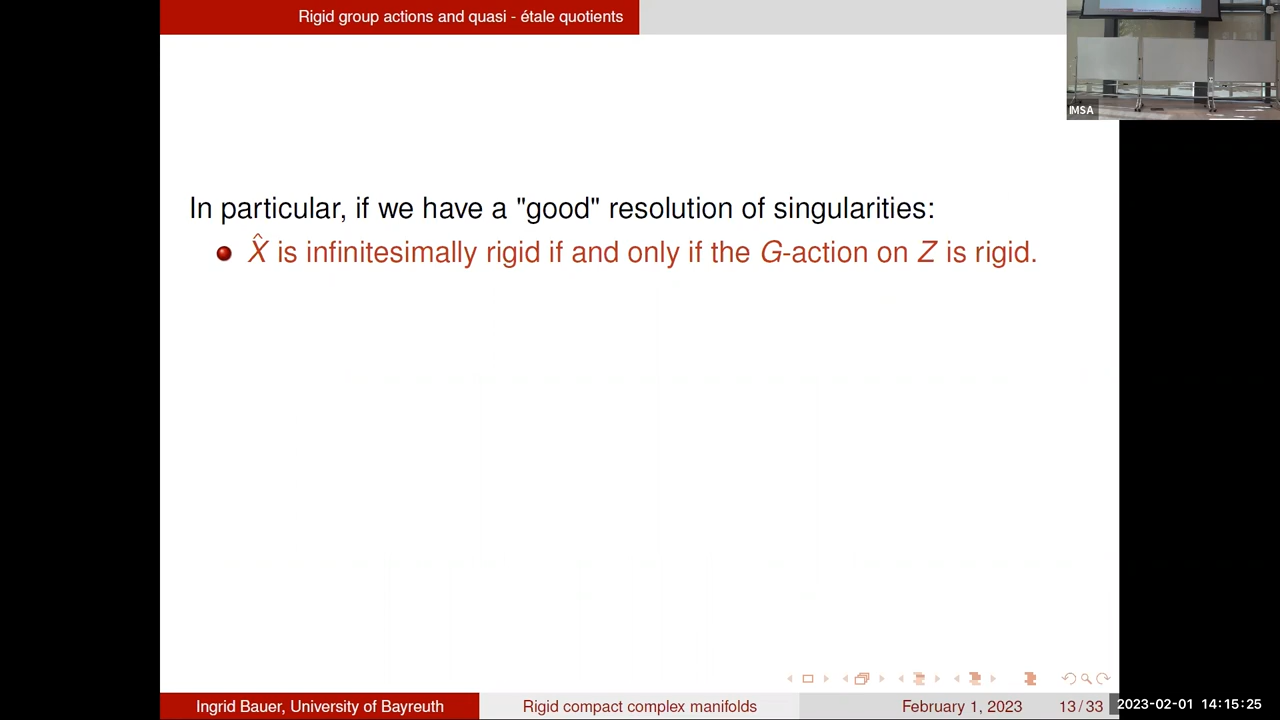 Rigid group actions and quasi - étale quotients
IMSA
In particular, if we have a "good" resolution of singularities:
X̂ is infinitesimally rigid if and only if the G-action on Z is rigid.
Ingrid Bauer, University of Bayreuth
Rigid compact complex manifolds
February 1, 2023
13 / 33
2023-02-01 14:15:25